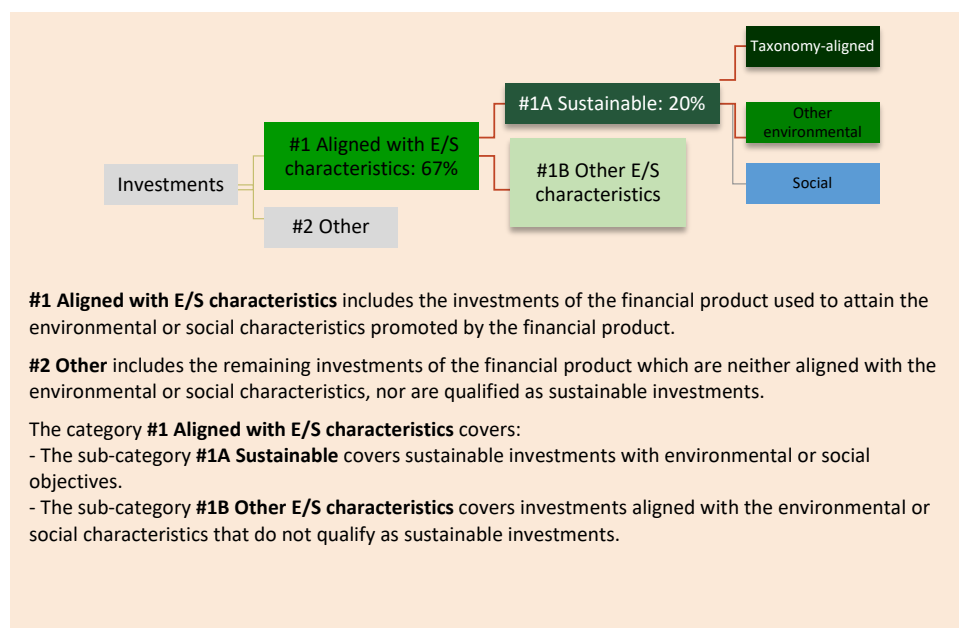 Taxonomy-aligned
#1A Sustainable: 20%
Other
environmental
#1 Aligned with E/S
characteristics: 67%
#1B Other E/S
characteristics
Investments
Social
#2 Other
#1 Aligned with E/S characteristics includes the investments of the financial product used to attain the
environmental or social characteristics promoted by the financial product.
#2 Other includes the remaining investments of the financial product which are neither aligned with the
environmental or social characteristics, nor are qualified as sustainable investments.
The category #1 Aligned with E/S characteristics covers:
- The sub-category #1A Sustainable covers sustainable investments with environmental or social
objectives.
- The sub-category #1B Other E/S characteristics covers investments aligned with the environmental or
social characteristics that do not qualify as sustainable investments.